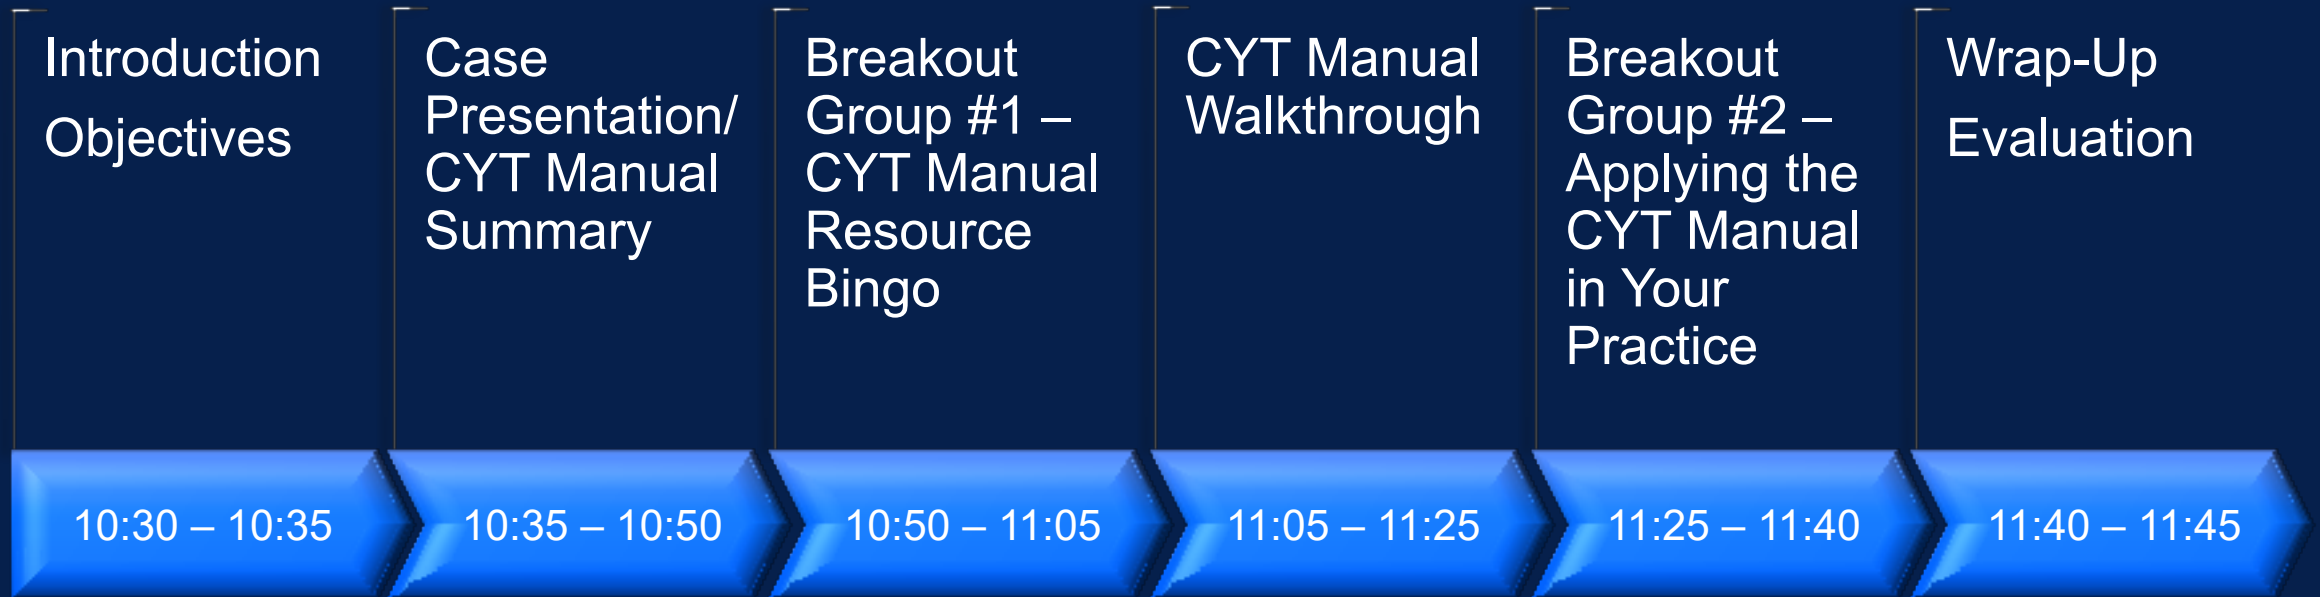 Introduction
Objectives
Case
Presentation/
CYT Manual
Summary
Breakout
Group #1 –
CYT Manual
Resource
Bingo
CYT Manual
Walkthrough
Breakout
Group #2 –
Applying the
CYT Manual
in Your
Practice
Wrap-Up
Evaluation
10:30 – 10:35
10:35 – 10:50
10:50 – 11:05
11:05 – 11:25
11:25 – 11:40
11:40 – 11:45